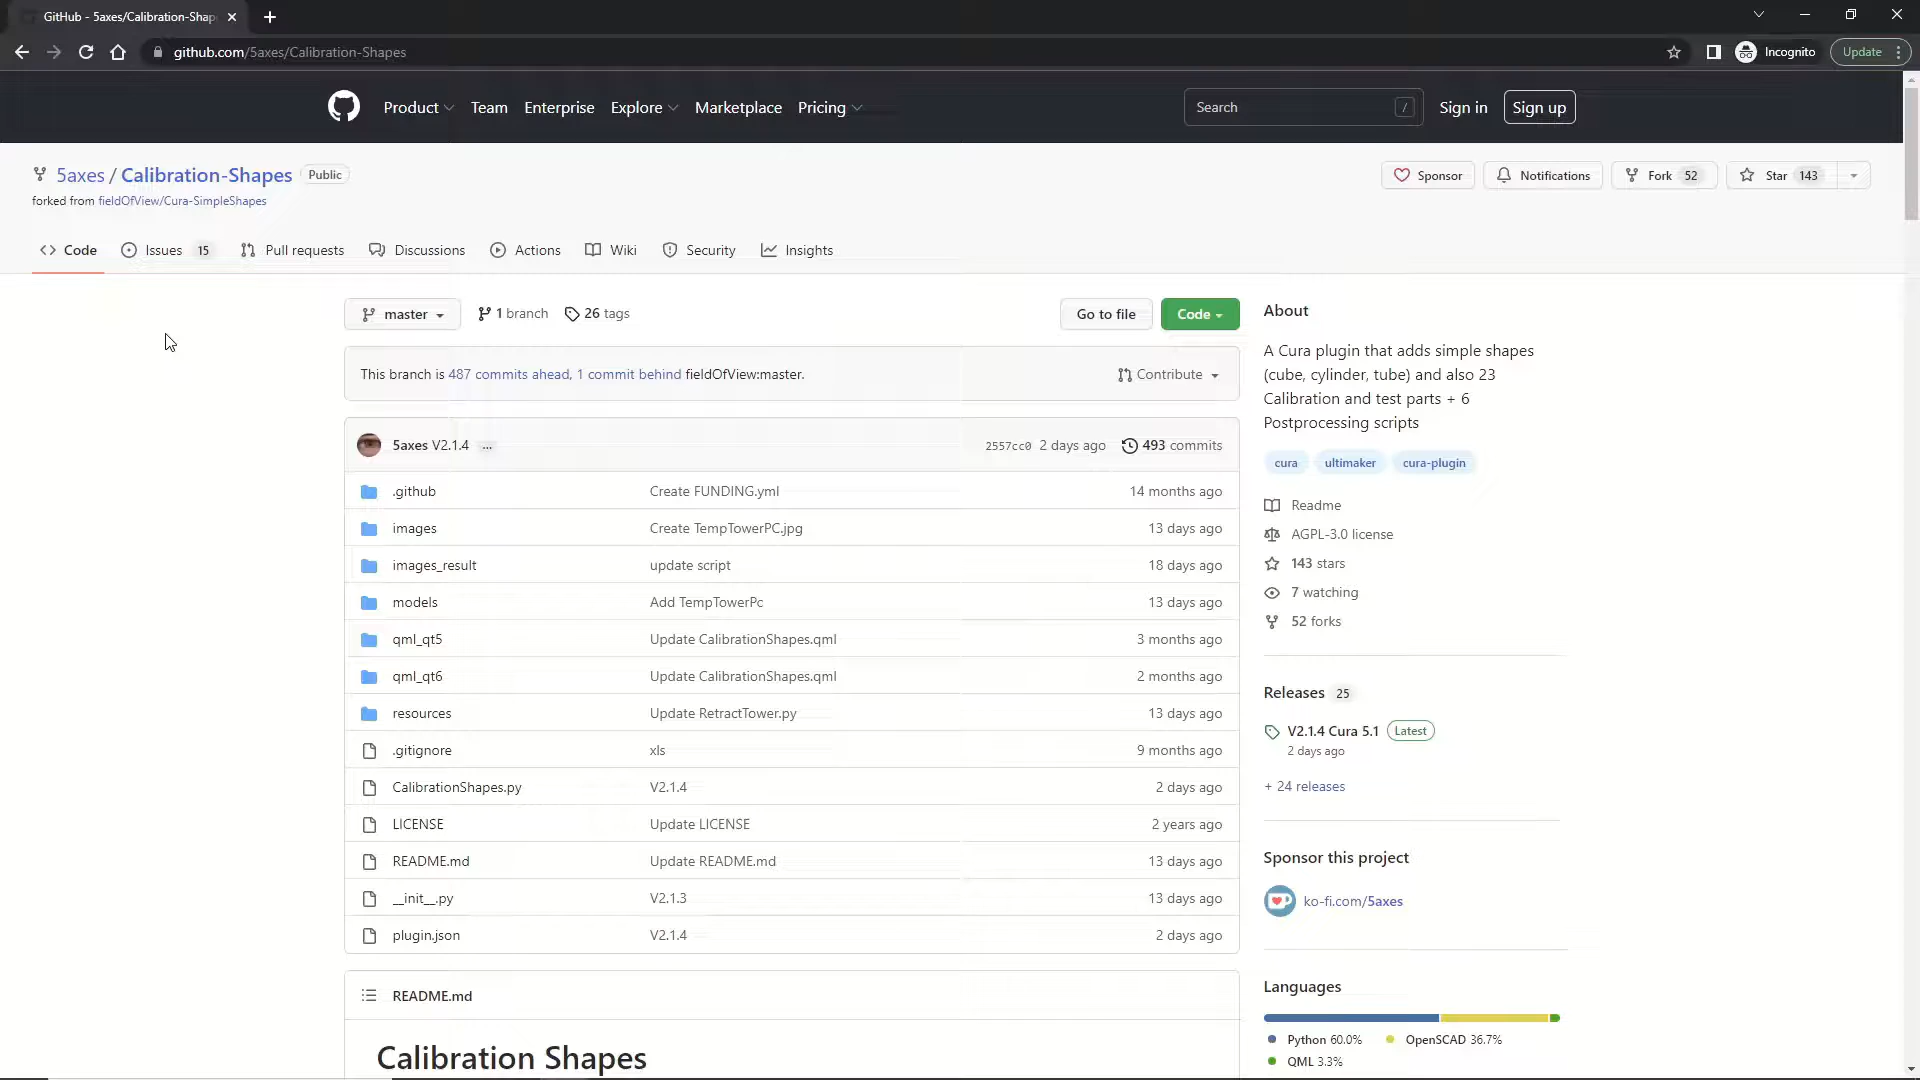 GitHub - 5axes/Calibration-Shap
github.com/5axes/Calibration-Shapes
Incognito
Update
Product
Team
Enterprise
Explore
Marketplace
Pricing
Search /
Sign in
Sign up
5axes / Calibration-Shapes Public
Sponsor
Notifications
Fork 52
Star 143
forked from fieldOfView/Cura-SimpleShapes
Code
Issues 15
Pull requests
Discussions
Actions
Wiki
Security
Insights
master
1 branch
26 tags
Go to file
Code
This branch is 487 commits ahead, 1 commit behind fieldOfView:master.
Contribute
5axes V2.1.4 ...
2557cc0 2 days ago
493 commits
.github Create FUNDING.yml 14 months ago
images Create TempTowerPC.jpg 13 days ago
images_result update script 18 days ago
models Add TempTowerPc 13 days ago
qml_qt5 Update CalibrationShapes.qml 3 months ago
qml_qt6 Update CalibrationShapes.qml 2 months ago
resources Update RetractTower.py 13 days ago
.gitignore xls 9 months ago
CalibrationShapes.py V2.1.4 2 days ago
LICENSE Update LICENSE 2 years ago
README.md Update README.md 13 days ago
__init__.py V2.1.3 13 days ago
plugin.json V2.1.4 2 days ago
README.md
Calibration Shapes
About
A Cura plugin that adds simple shapes
(cube, cylinder, tube) and also 23
Calibration and test parts + 6
Postprocessing scripts
cura ultimaker cura-plugin
Readme
AGPL-3.0 license
143 stars
7 watching
52 forks
Releases 25
V2.1.4 Cura 5.1 Latest
2 days ago
+ 24 releases
Sponsor this project
ko-fi.com/5axes
Languages
Python 60.0% OpenSCAD 36.7%
QML 3.3%